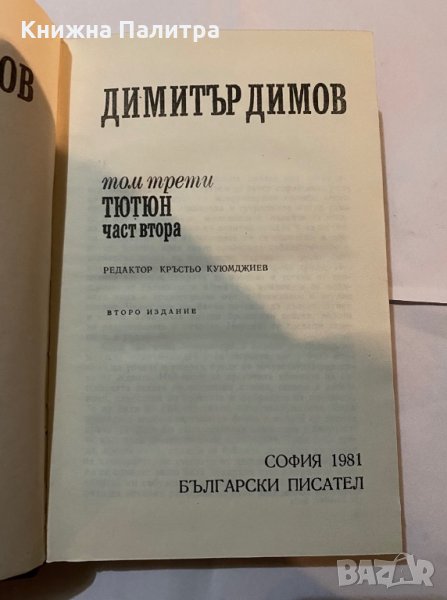 Книжна Палитра
ОВ
ДИМИТЪР ДИМОВ
том трети
ТЮТЮН
част втора
РЕДАКТОР КРЪСТЬО КУЮМДЖИЕВ
ВТОРО ИЗДАНИЕ
СОФИЯ 1981
БЪЛГАРСКИ ПИСАТЕЛ
BAZAR